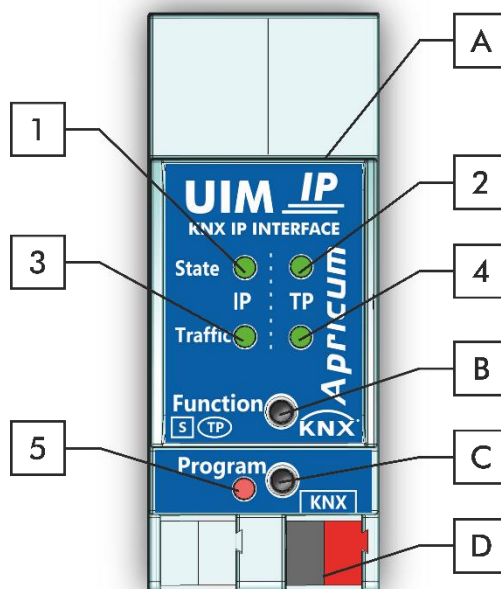 A
1
UIM IP
2
KNX IP INTERFACE
3
State
IP TP
4
Traffic
Apricum
Function
B
S TP
KNX
5
Program
C
KNX
D